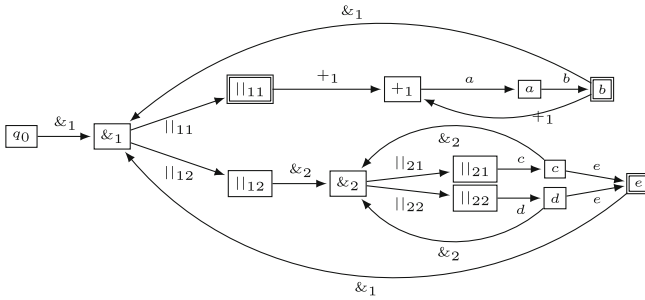 &1
+1 a b
||11 +1 a b
&1 +1
q0 &1 ||11 &2
||21 c e
||12 &2 ||21 c
||12 &2 e
||22 d e
||22 d
&2
&1